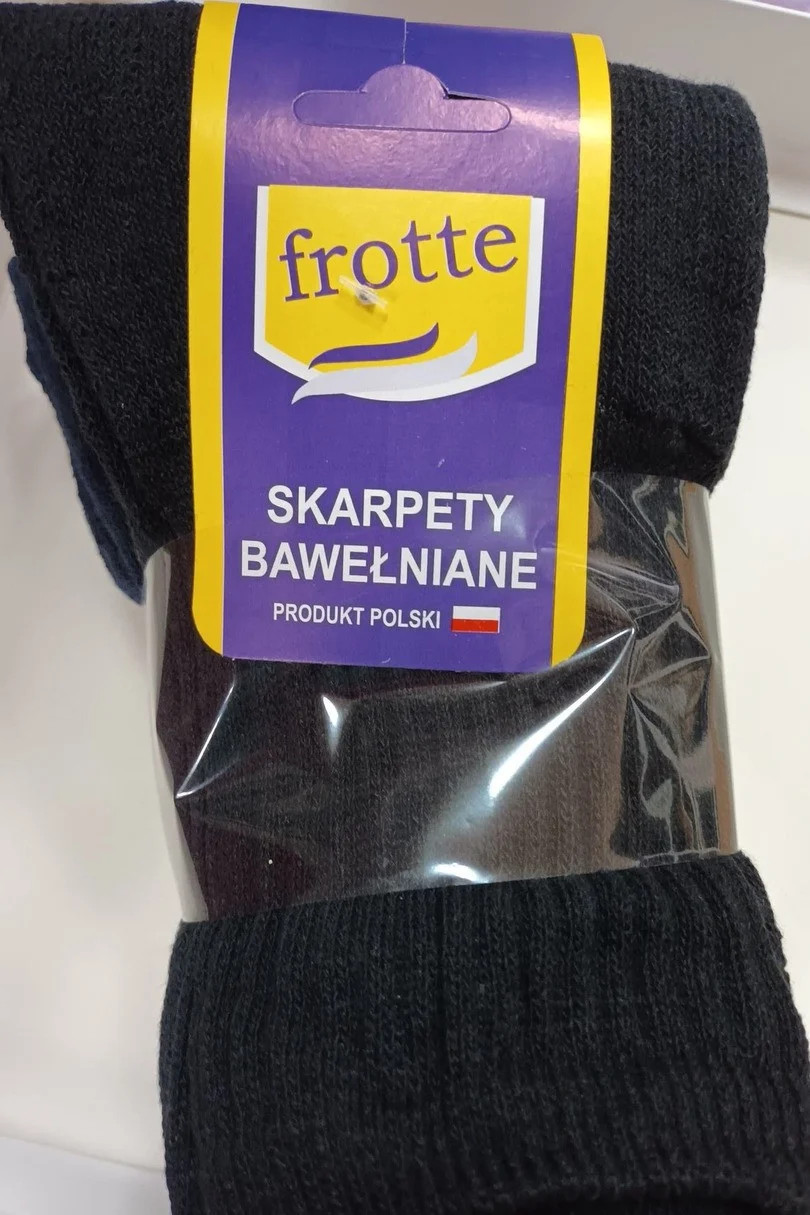 frotte
SKARPETY
BAWEŁNIANE
PRODUKT POLSKI